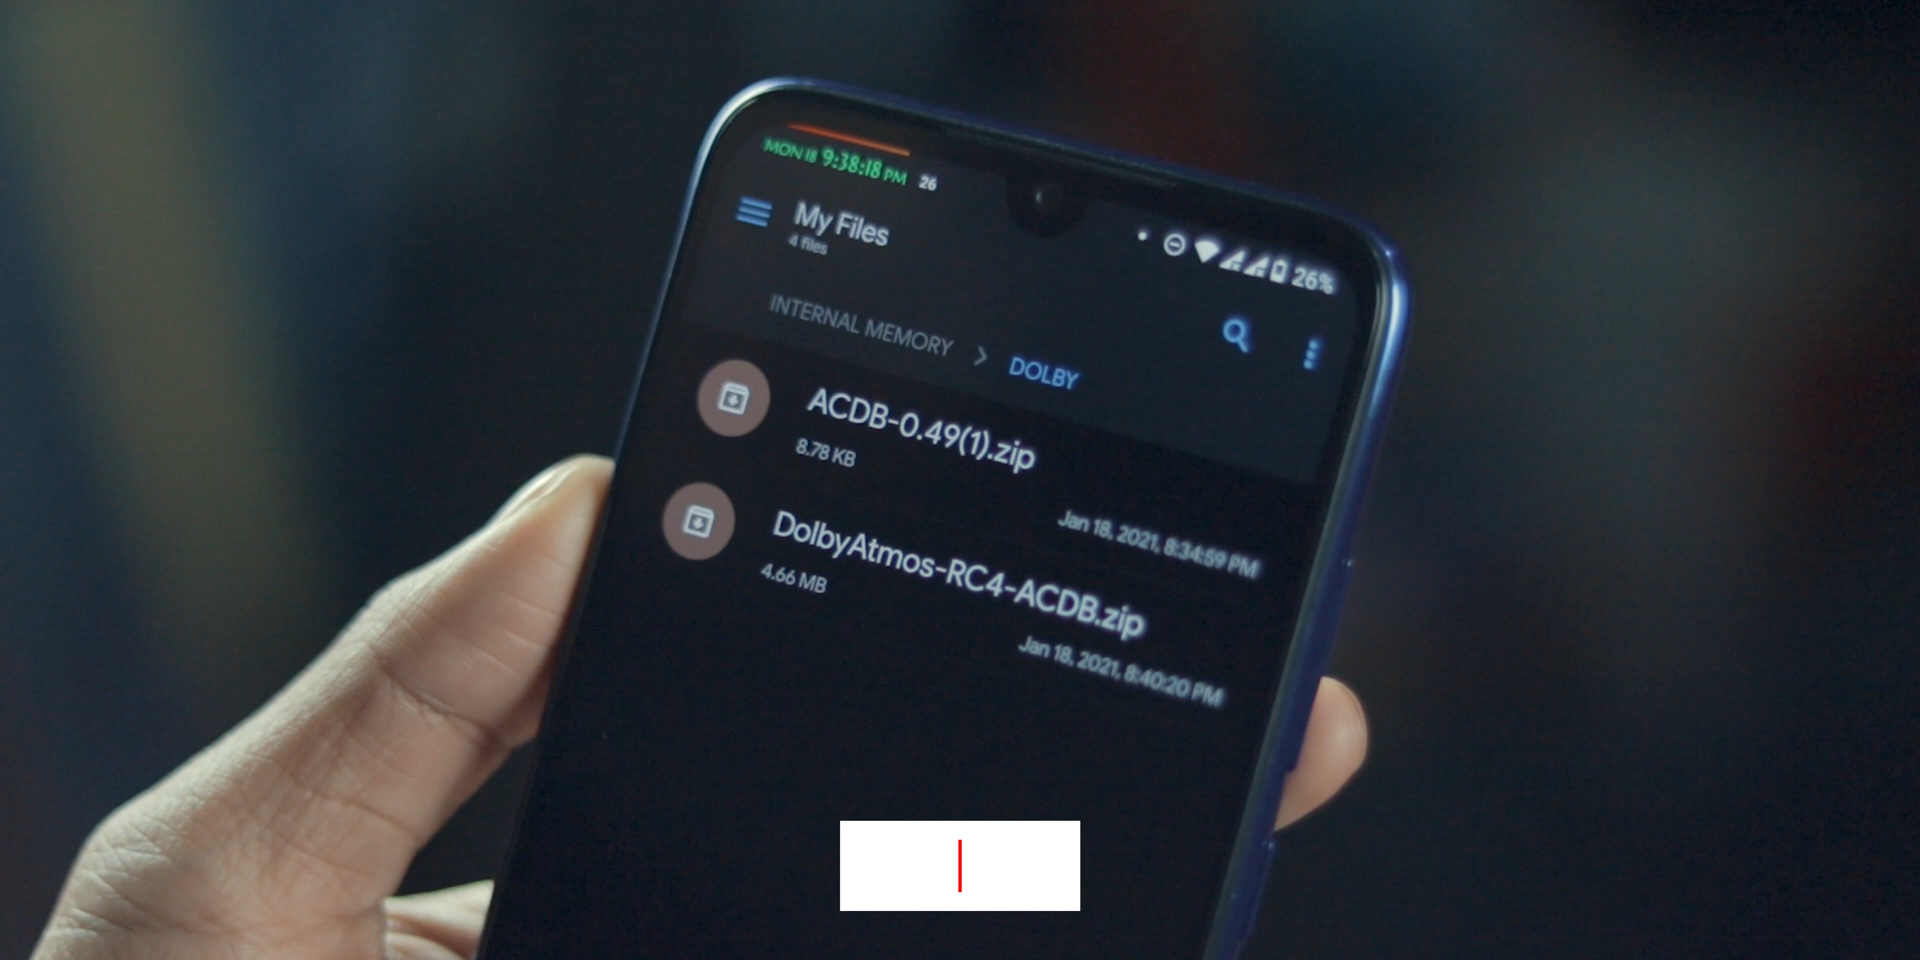 MON 18 9:38:18 PM 26
26%
My Files
4 files
INTERNAL MEMORY > DOLBY
ACDB-0.49(1).zip
8.78 KB
Jan 18, 2021, 8:34:59 PM
DolbyAtmos-RC4-ACDB.zip
4.66 MB
Jan 18, 2021, 8:40:20 PM